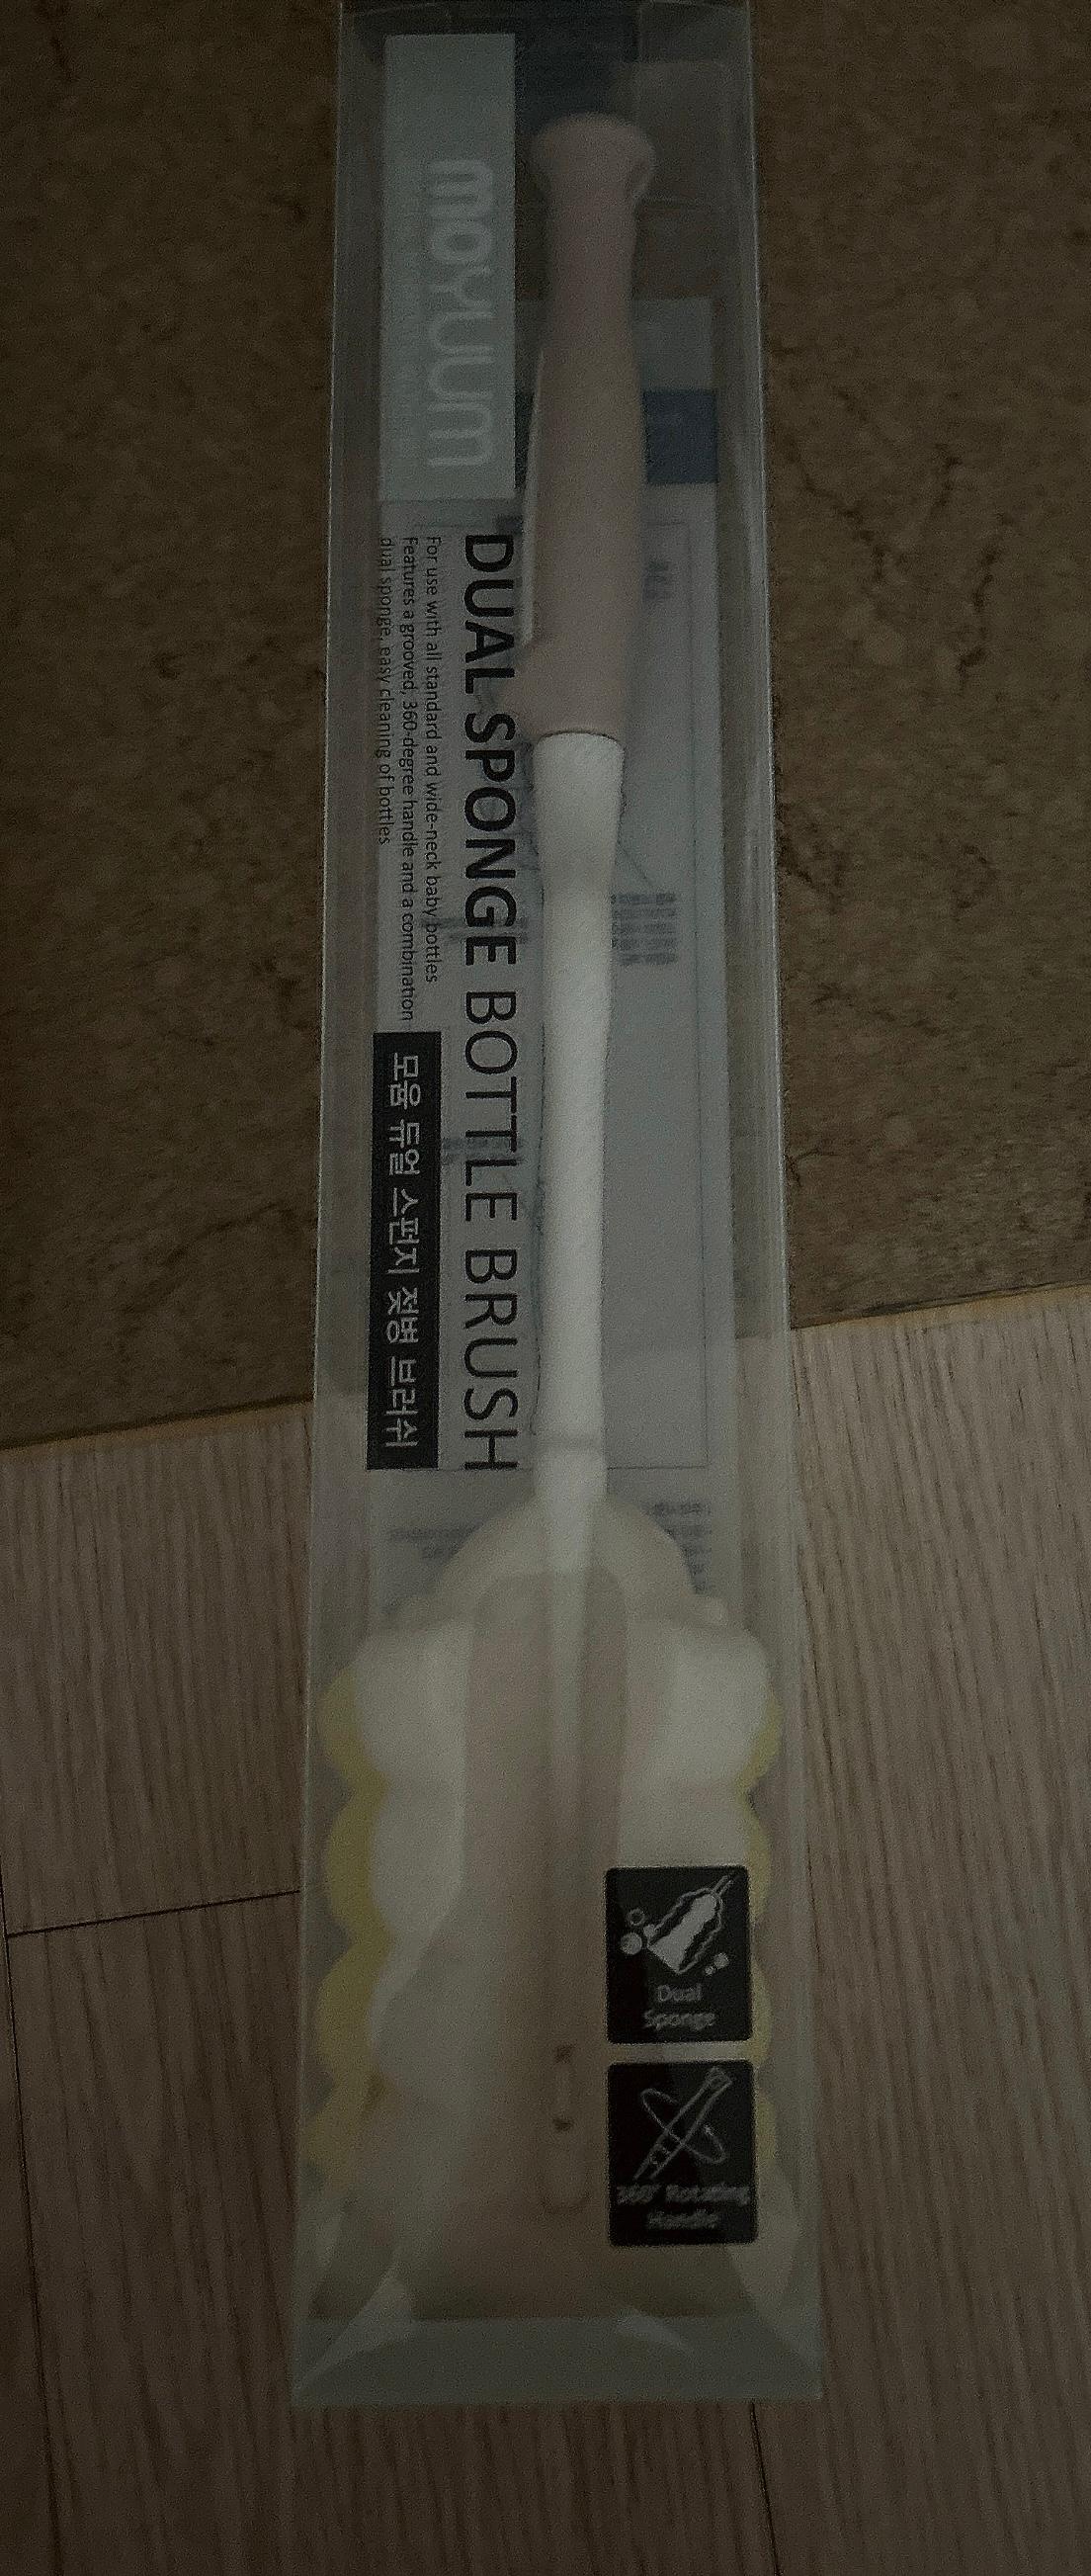 moyuum
DUAL SPONGE BOTTLE BRUSH
For use with all standard and wide-neck baby bottles
Features a grooved, 360-degree handle and a combination
dual sponge, easy cleaning of bottles
모윰 듀얼 스펀지 젖병 브러쉬
Dual
Sponge
360° Rotating
Handle